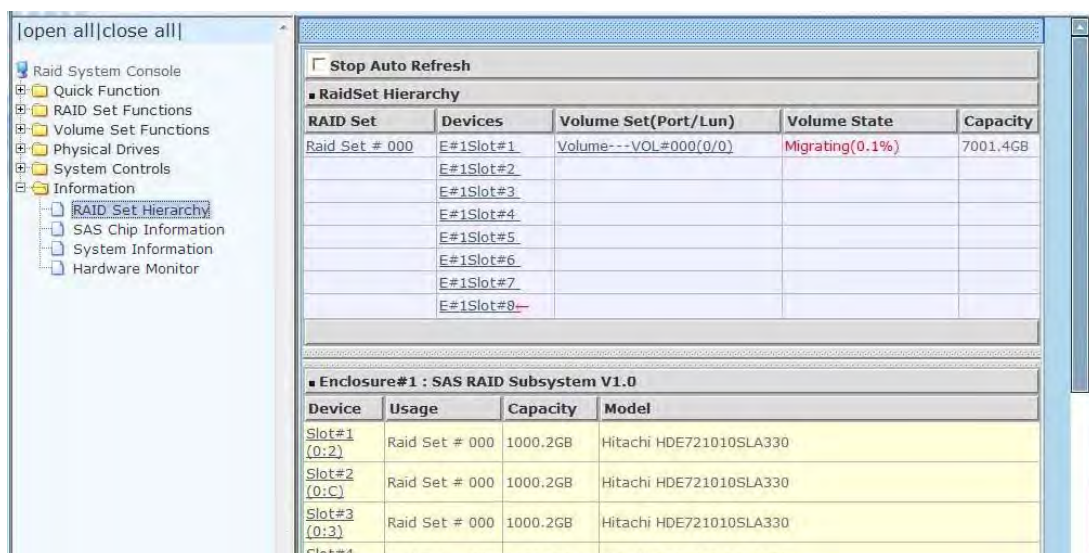 |open all|close all|
Raid System Console
Quick Function
RAID Set Functions
Volume Set Functions
Physical Drives
System Controls
Information
RAID Set Hierarchy
SAS Chip Information
System Information
Hardware Monitor
Stop Auto Refresh
RaidSet Hierarchy
RAID Set Devices Volume Set(Port/Lun) Volume State Capacity
Raid Set # 000 E#1Slot#1 Volume---VOL#000(0/0) Migrating(0.1%) 7001.4GB
E#1Slot#2
E#1Slot#3
E#1Slot#4
E#1Slot#5
E#1Slot#6
E#1Slot#7
E#1Slot#8
Enclosure#1 : SAS RAID Subsystem V1.0
Device Usage Capacity Model
Slot#1 (0:2) Raid Set # 000 1000.2GB Hitachi HDE721010SLA330
Slot#2 (0:C) Raid Set # 000 1000.2GB Hitachi HDE721010SLA330
Slot#3 (0:3) Raid Set # 000 1000.2GB Hitachi HDE721010SLA330